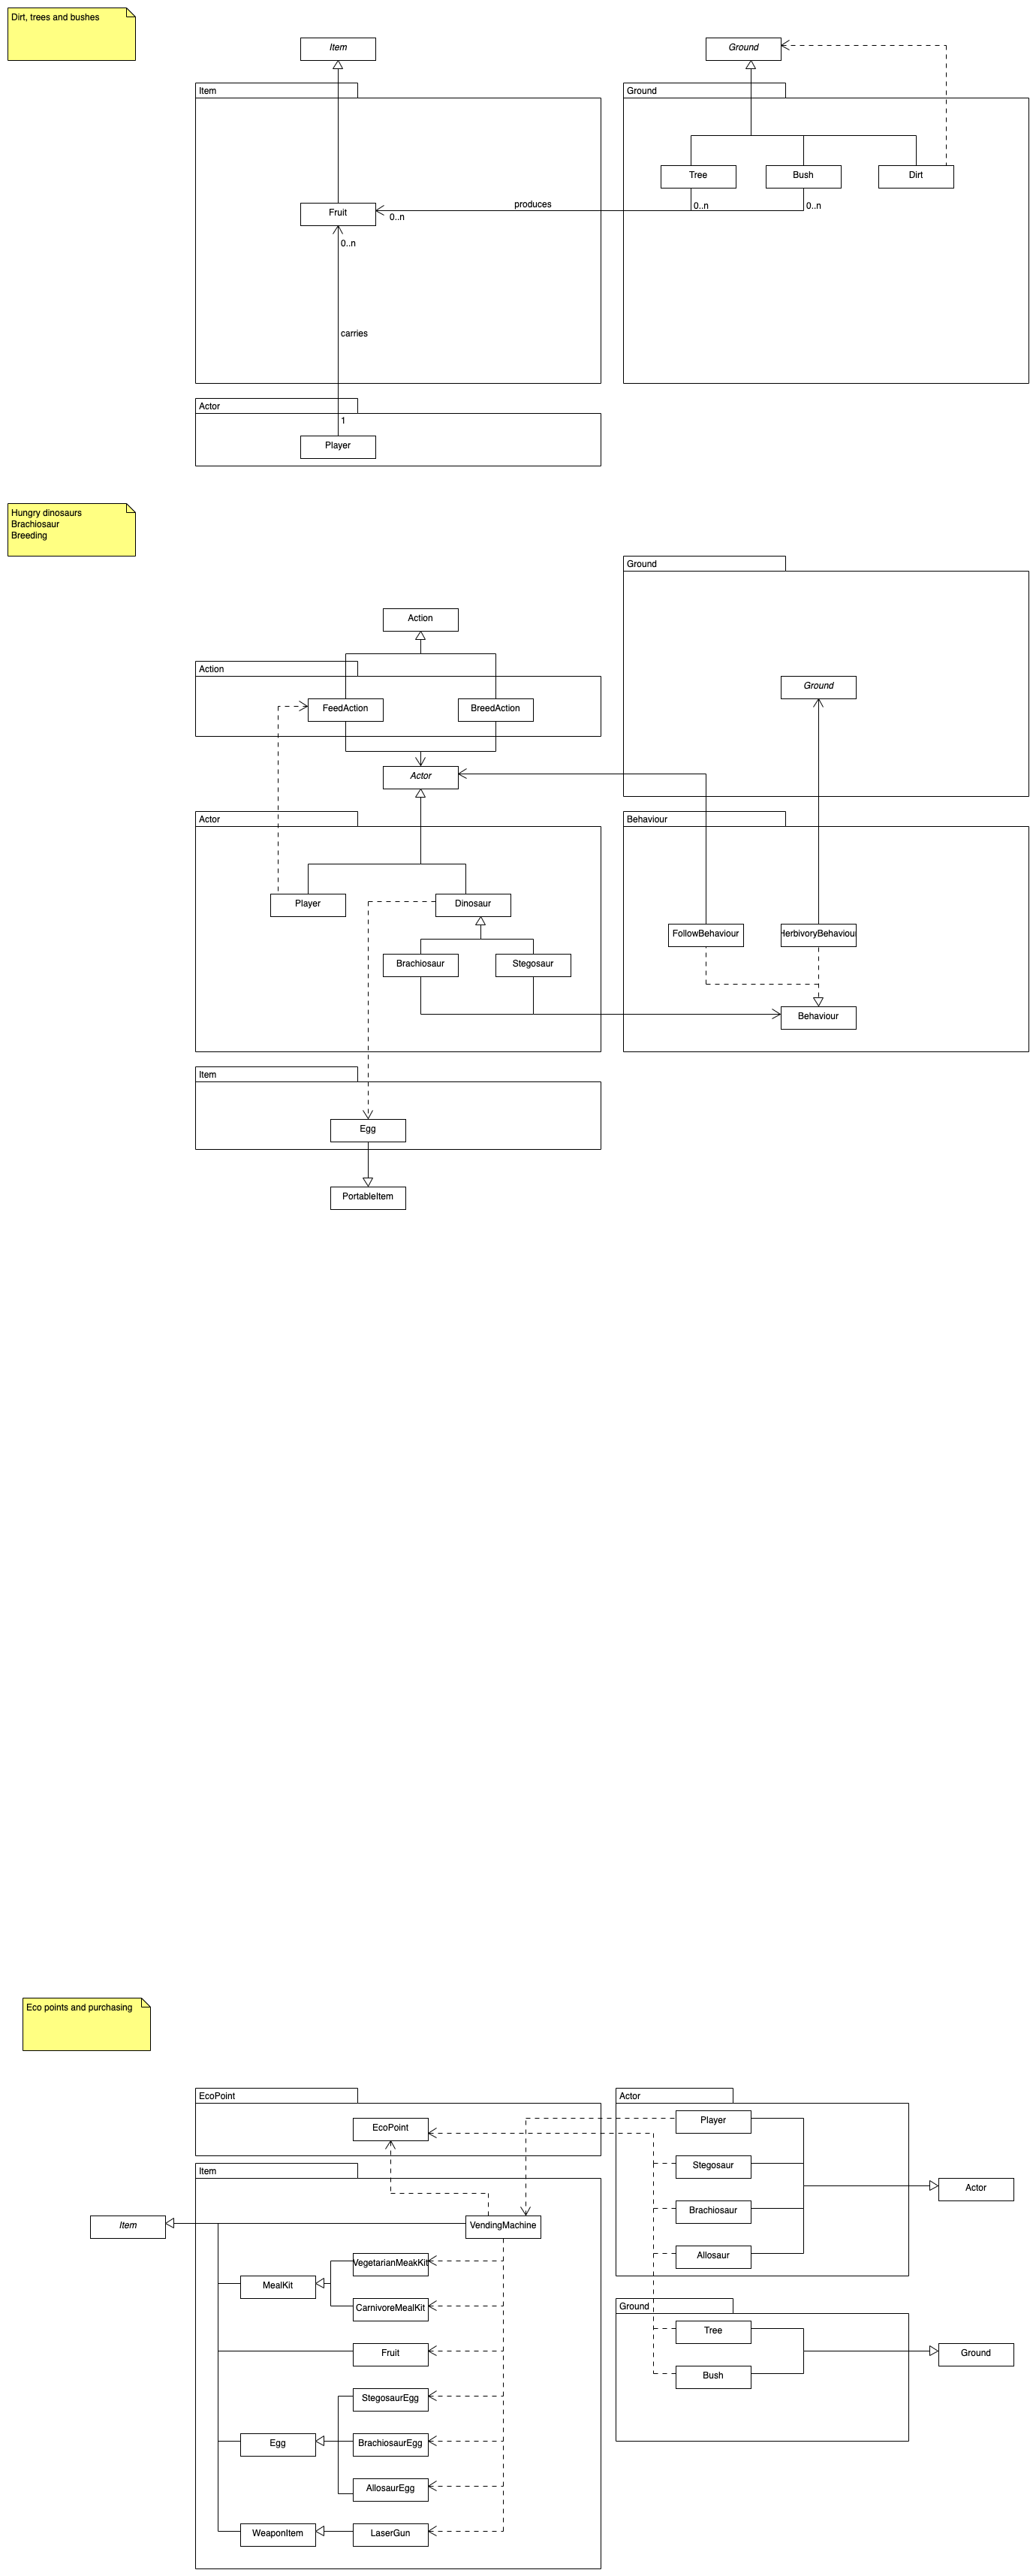 Dirt, trees and bushes
Item
Ground
Item
Ground
Tree
Bush
Dirt
produces
0..n
0..n
Fruit
0..n
0..n
carries
Actor
1
Player
Hungry dinosaurs
Brachiosaur
Breeding
Ground
Action
Action
Ground
FeedAction
BreedAction
Actor
Actor
Behaviour
Player
Dinosaur
FollowBehaviour
HerbivoryBehaviour
Brachiosaur
Stegosaur
Behaviour
Item
Egg
PortableItem
Eco points and purchasing
EcoPoint
Actor
EcoPoint
Player
Stegosaur
Item
Actor
Brachiosaur
Item
VendingMachine
Allosaur
VegetarianMeakKit
MealKit
CarnivoreMealKit
Ground
Tree
Fruit
Ground
Bush
StegosaurEgg
Egg
BrachiosaurEgg
AllosaurEgg
WeaponItem
LaserGun